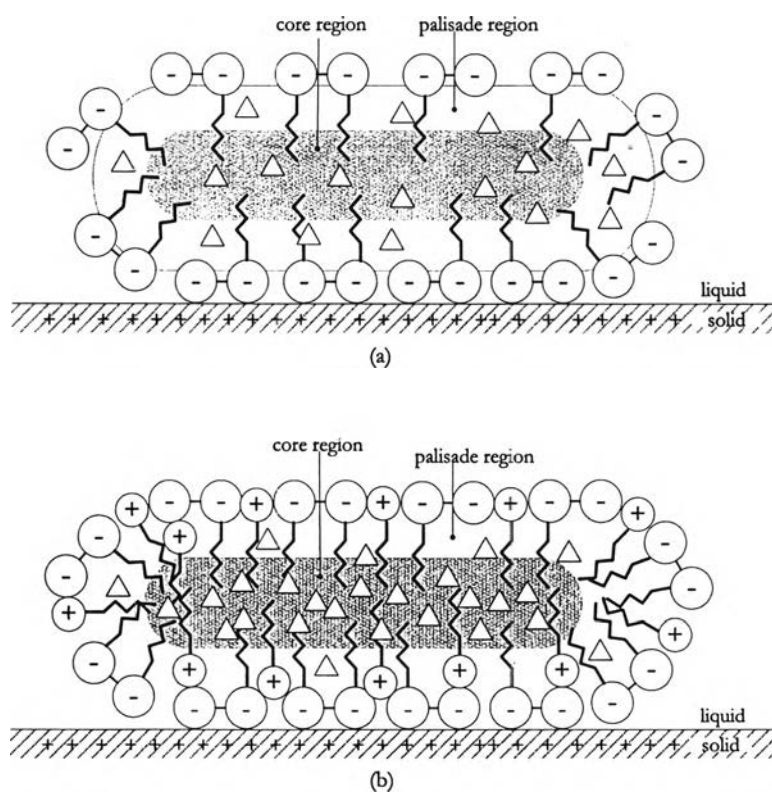 core region palisade region
liquid
solid
(a)
core region palisade region
liquid
solid
(b)